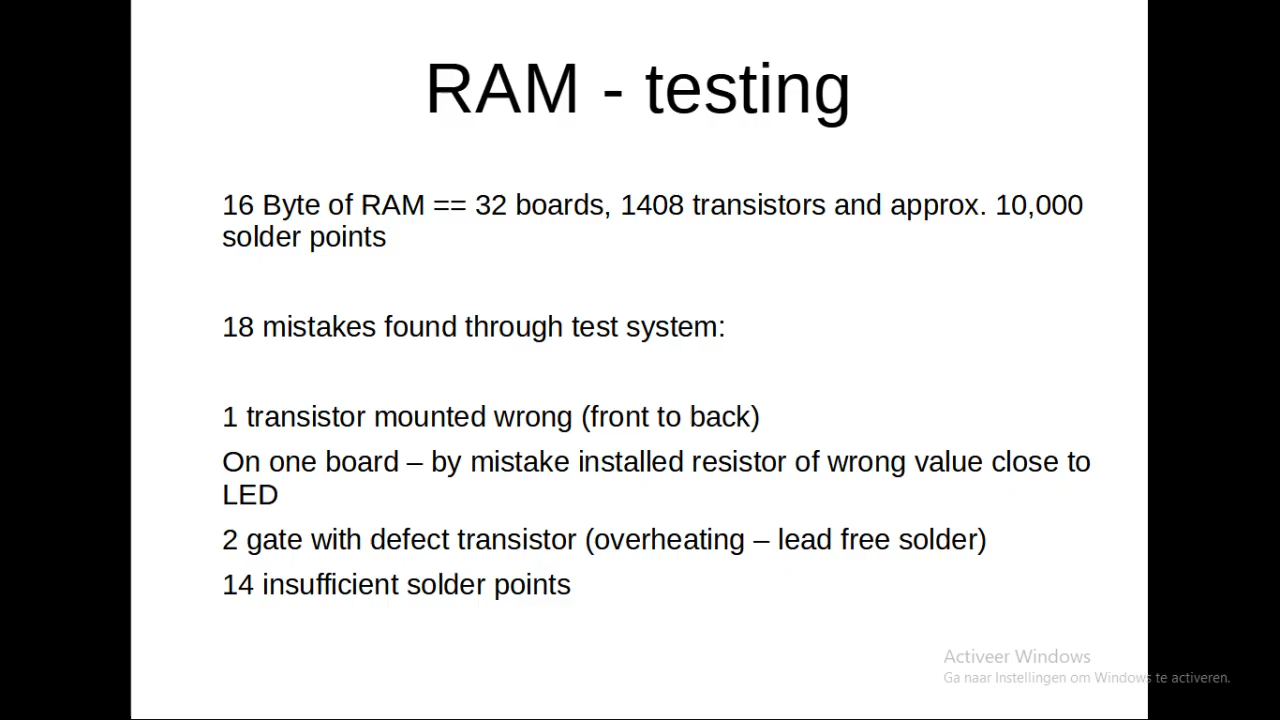 RAM - testing
16 Byte of RAM == 32 boards, 1408 transistors and approx. 10,000
solder points
18 mistakes found through test system:
1 transistor mounted wrong (front to back)
On one board – by mistake installed resistor of wrong value close to
LED
2 gate with defect transistor (overheating – lead free solder)
14 insufficient solder points
Activeer Windows
Ga naar Instellingen om Windows te activeren.